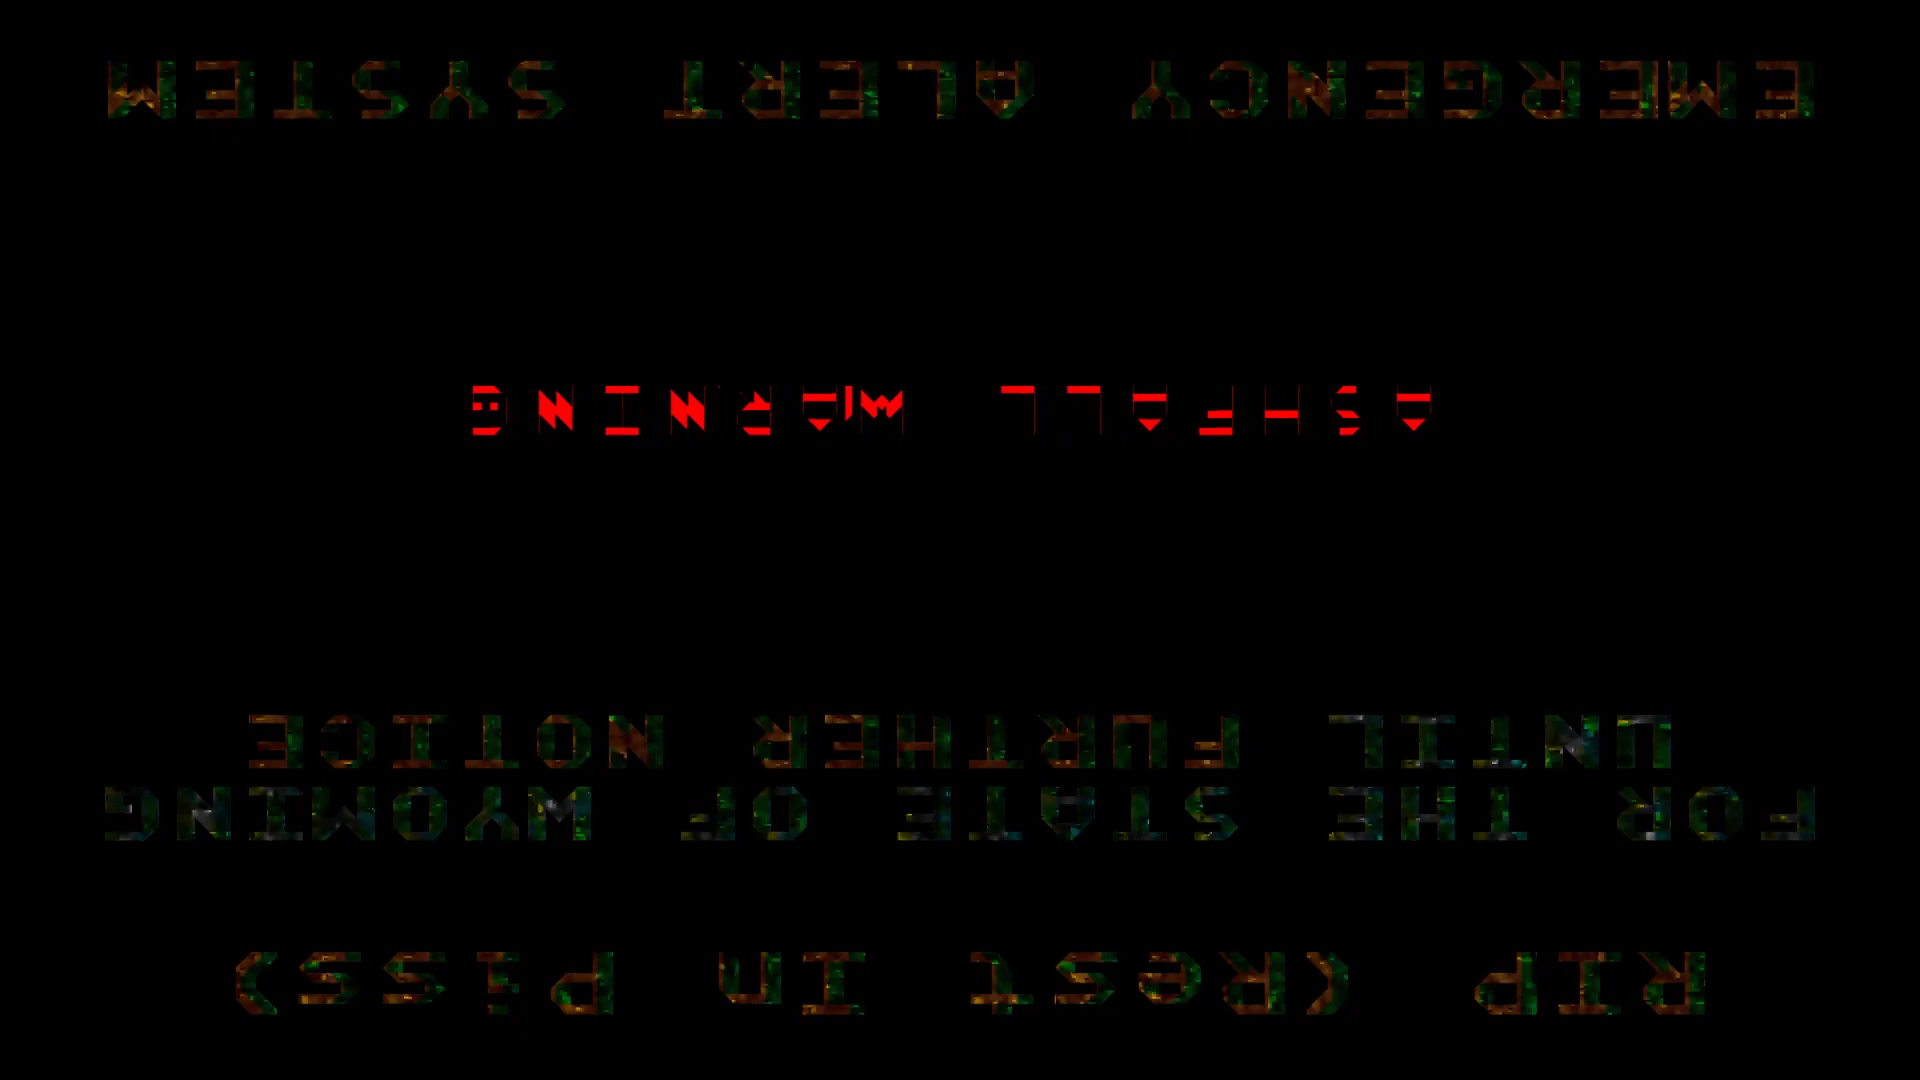 RIP (Rest In Piss)
FOR THE STATE OF WYOMING
UNTIL FURTHER NOTICE
ASHFALL WARNING
EMERGENCY ALERT SYSTEM